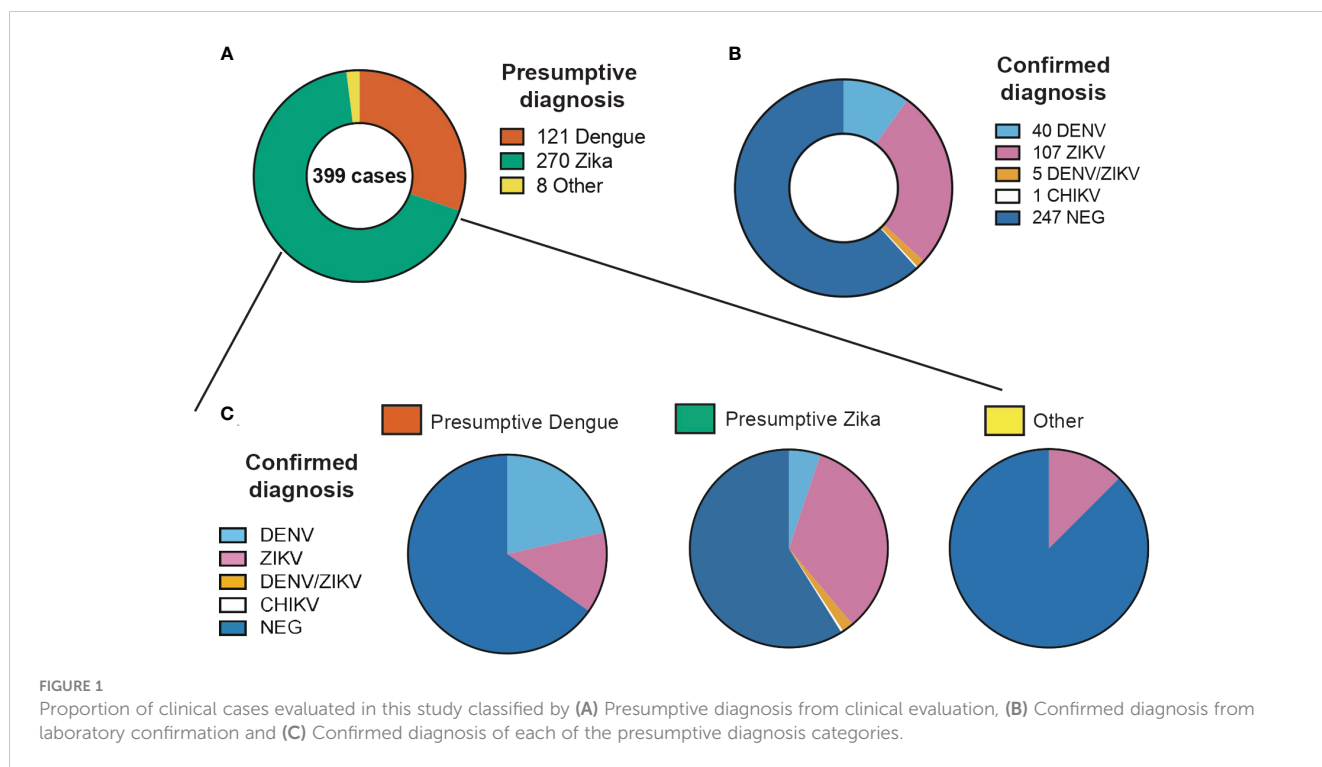 A
Presumptive
diagnosis
121 Dengue
270 Zika
8 Other
399 cases
B
Confirmed
diagnosis
40 DENV
107 ZIKV
5 DENV/ZIKV
1 CHIKV
247 NEG
C
Presumptive Dengue
Presumptive Zika
Other
Confirmed
diagnosis
DENV
ZIKV
DENV/ZIKV
CHIKV
NEG
FIGURE 1
Proportion of clinical cases evaluated in this study classified by (A) Presumptive diagnosis from clinical evaluation, (B) Confirmed diagnosis from
laboratory confirmation and (C) Confirmed diagnosis of each of the presumptive diagnosis categories.